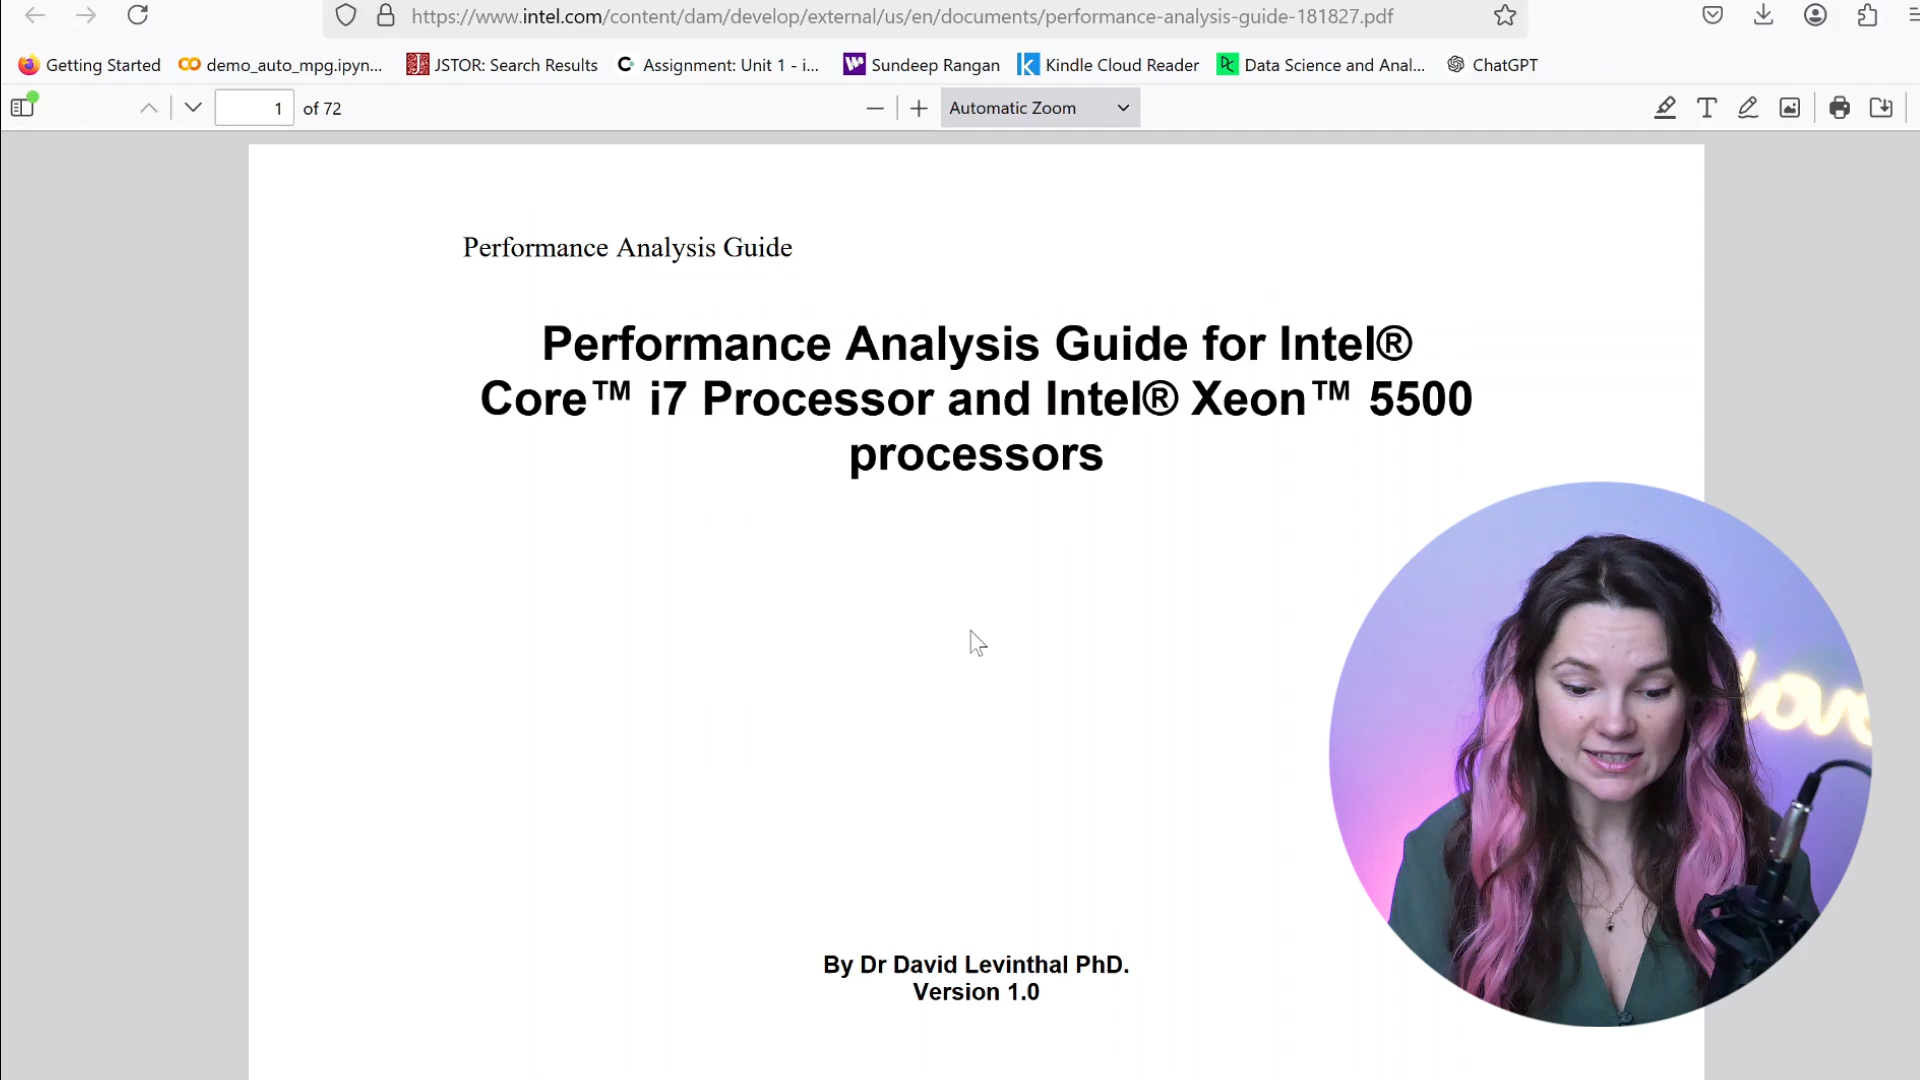 https://www.intel.com/content/dam/develop/external/us/en/documents/performance-analysis-guide-181827.pdf
Getting Started
demo_auto_mpg.ipyn...
JSTOR: Search Results
Assignment: Unit 1 - i...
Sundeep Rangan
Kindle Cloud Reader
Data Science and Anal...
ChatGPT
1 of 72
Automatic Zoom
Performance Analysis Guide
Performance Analysis Guide for Intel®
Core™ i7 Processor and Intel® Xeon™ 5500
processors
love
By Dr David Levinthal PhD.
Version 1.0